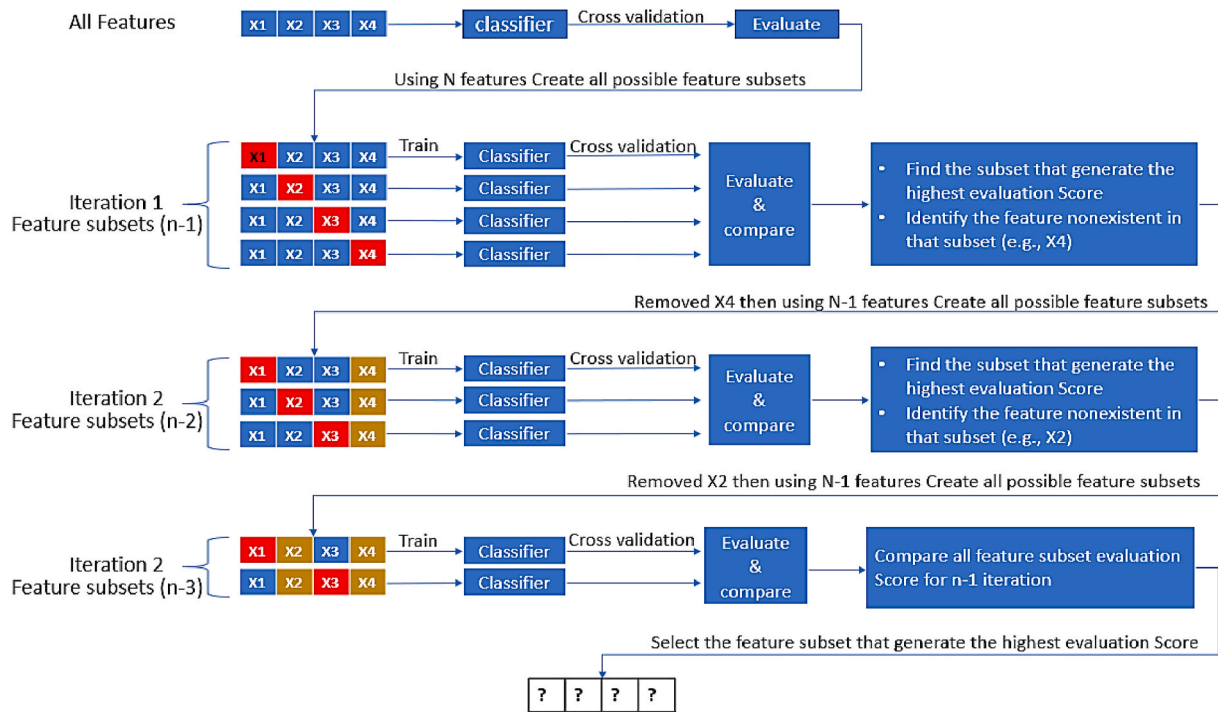 All Features
X1 X2 X3 X4
classifier
Cross validation
Evaluate
Using N features Create all possible feature subsets
Iteration 1
Feature subsets (n-1)
X1 X2 X3 X4
X1 X2 X3 X4
X1 X2 X3 X4
X1 X2 X3 X4
Train
Classifier
Classifier
Classifier
Classifier
Cross validation
Evaluate
&
compare
• Find the subset that generate the
highest evaluation Score
• Identify the feature nonexistent in
that subset (e.g., X4)
Removed X4 then using N-1 features Create all possible feature subsets
Iteration 2
Feature subsets (n-2)
X1 X2 X3 X4
X1 X2 X3 X4
X1 X2 X3 X4
Train
Classifier
Classifier
Classifier
Cross validation
Evaluate
&
compare
• Find the subset that generate the
highest evaluation Score
• Identify the feature nonexistent in
that subset (e.g., X2)
Removed X2 then using N-1 features Create all possible feature subsets
Iteration 2
Feature subsets (n-3)
X1 X2 X3 X4
X1 X2 X3 X4
Train
Classifier
Classifier
Cross validation
Evaluate
&
compare
Compare all feature subset evaluation
Score for n-1 iteration
Select the feature subset that generate the highest evaluation Score
? ? ? ?